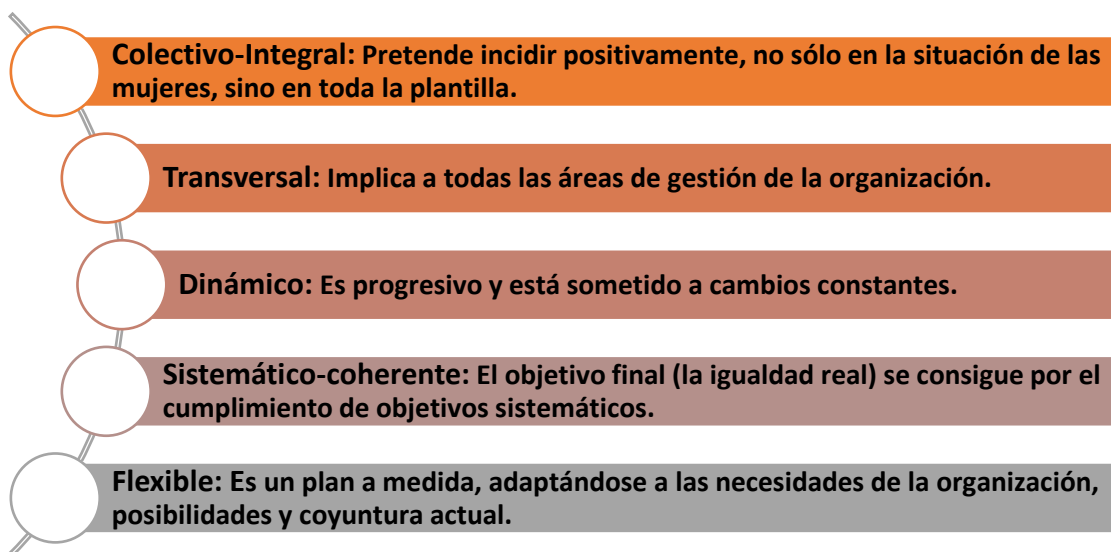 Colectivo-Integral: Pretende incidir positivamente, no sólo en la situación de las
mujeres, sino en toda la plantilla.
Transversal: Implica a todas las áreas de gestión de la organización.
Dinámico: Es progresivo y está sometido a cambios constantes.
Sistemático-coherente: El objetivo final (la igualdad real) se consigue por el
cumplimiento de objetivos sistemáticos.
Flexible: Es un plan a medida, adaptándose a las necesidades de la organización,
posibilidades y coyuntura actual.